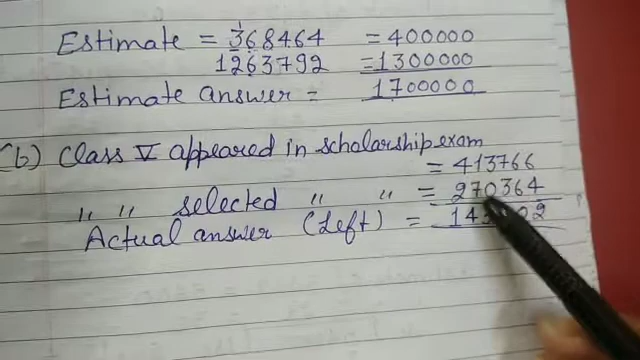 Estimate = 368464 = 400000
1263792 = 1300000
Estimate answer = 1700000
(b) Class V appeared in scholarship exam
= 413766
" " selected " " = 270364
Actual answer (Left) =